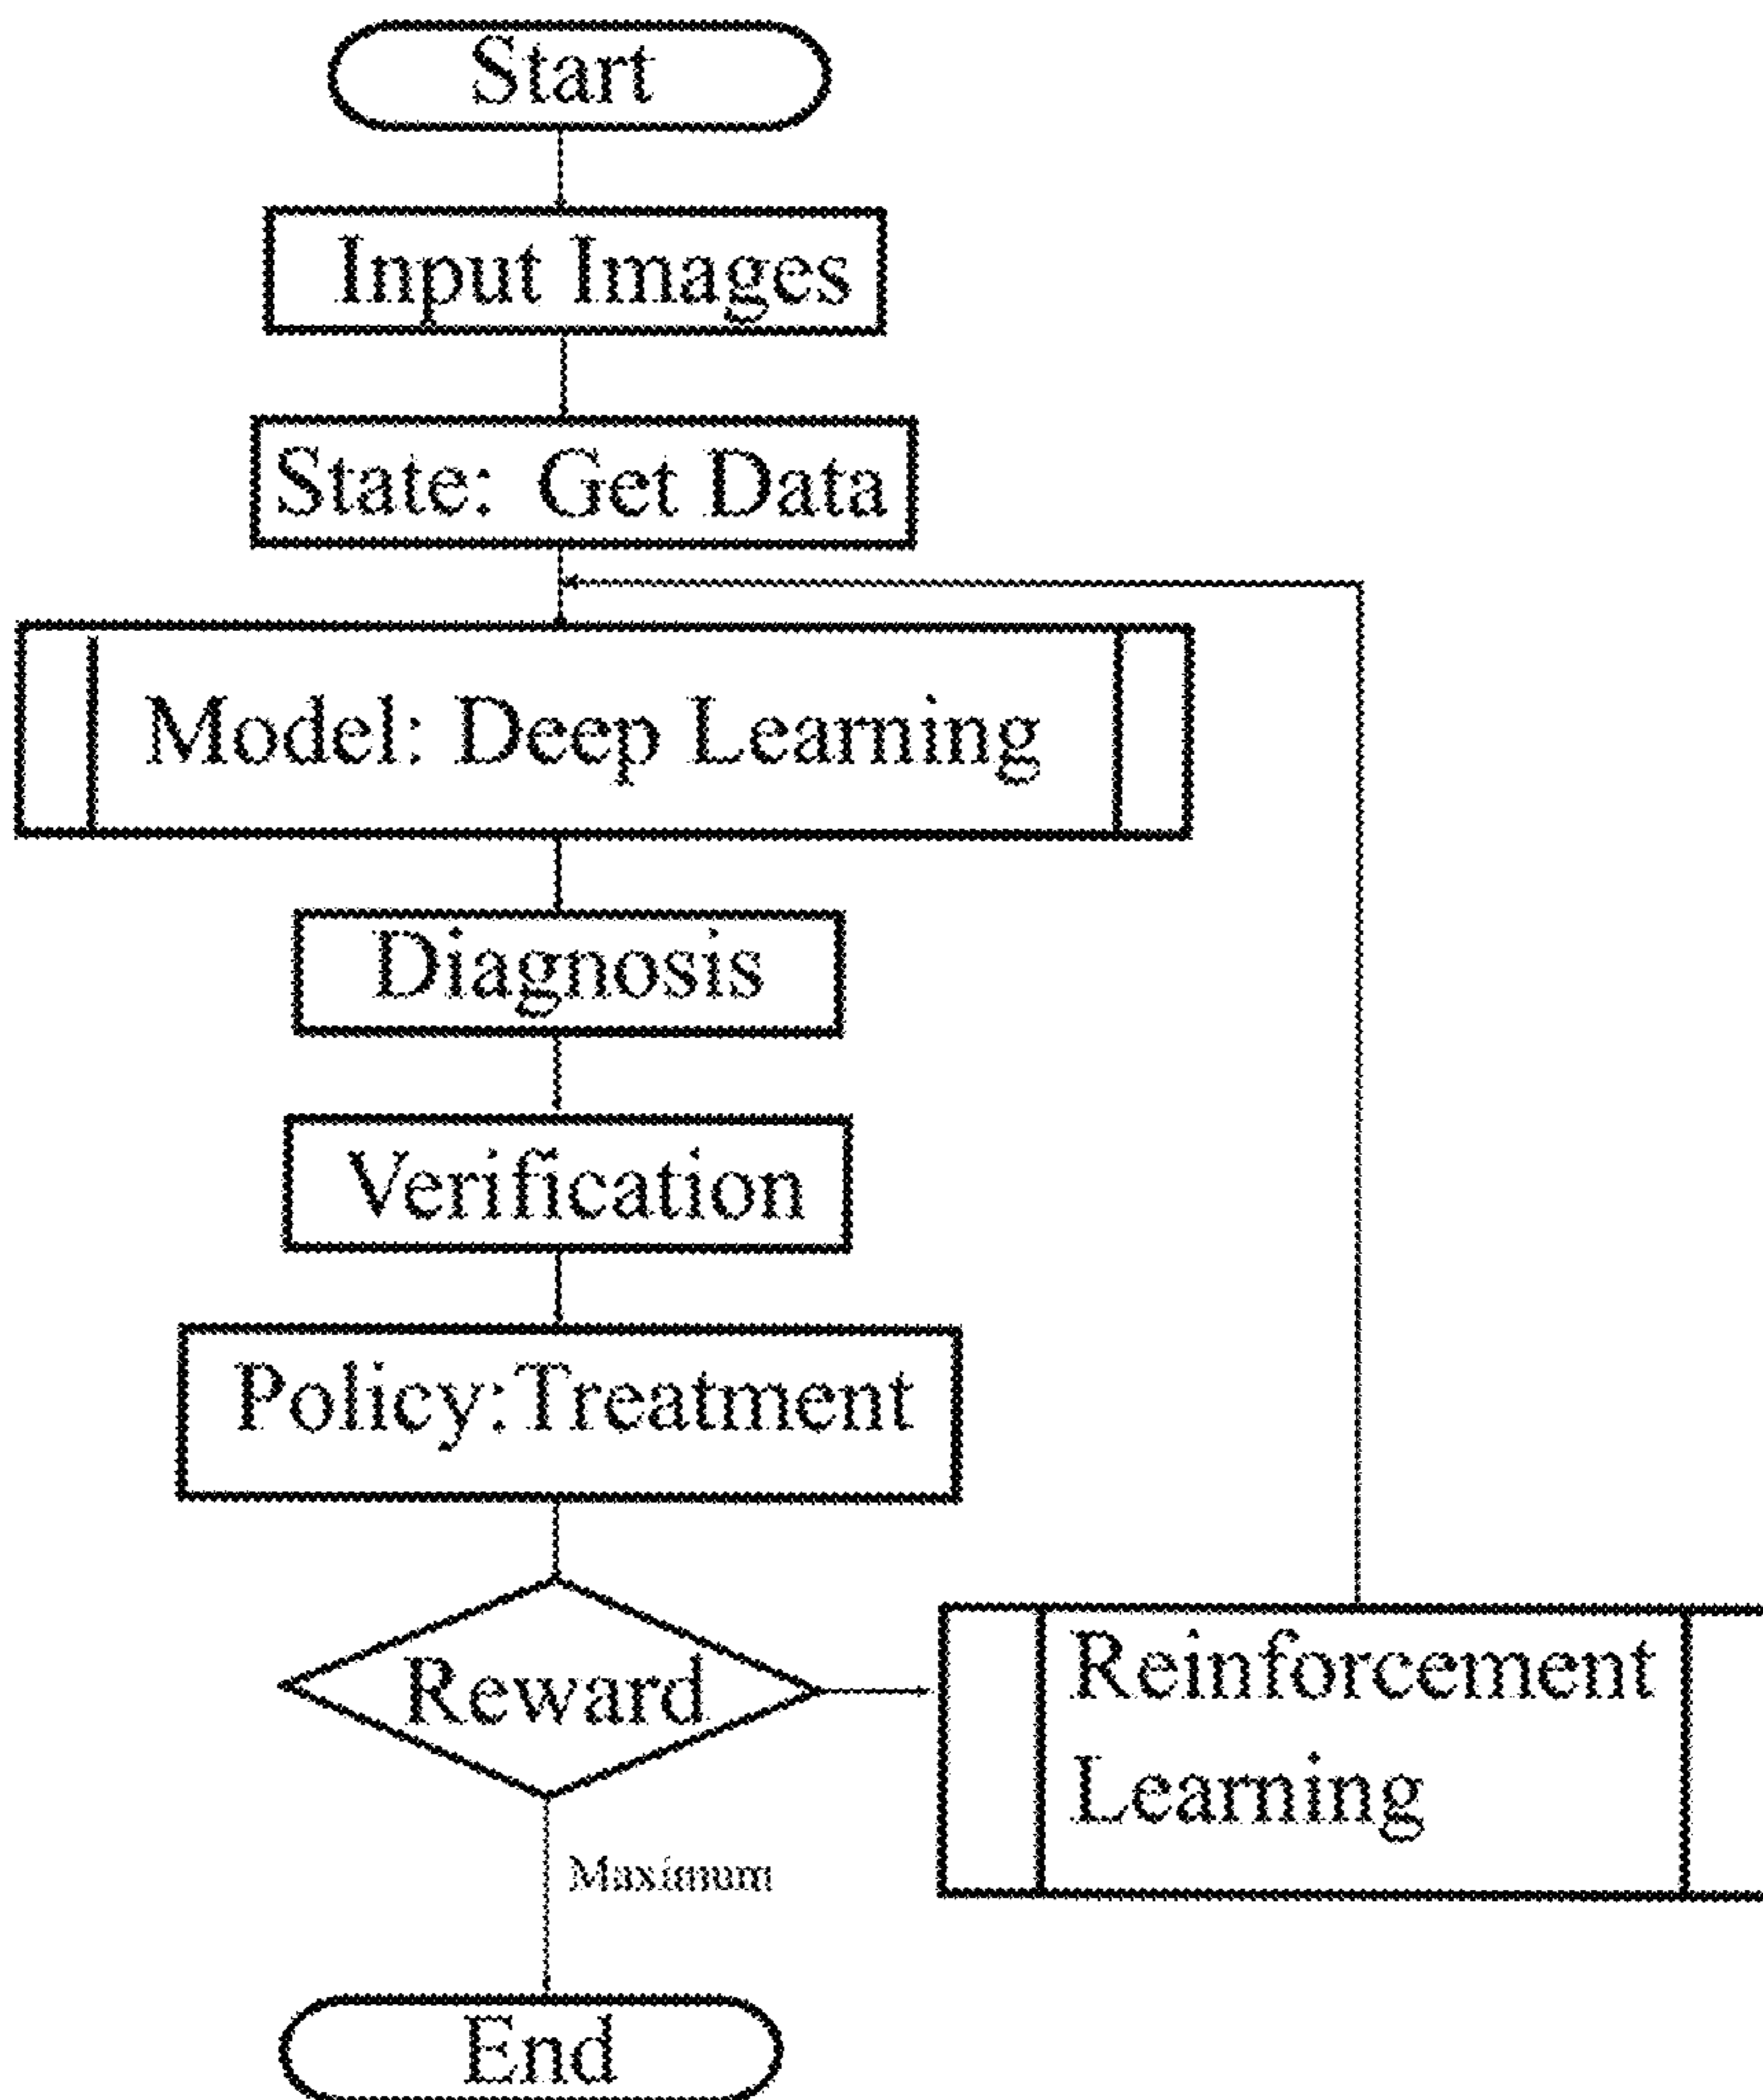 Start
Input Images
State: Get Data
Model: Deep Learning
Diagnosis
Verification
Policy:Treatment
Reward
Reinforcement
Learning
Maximum
End